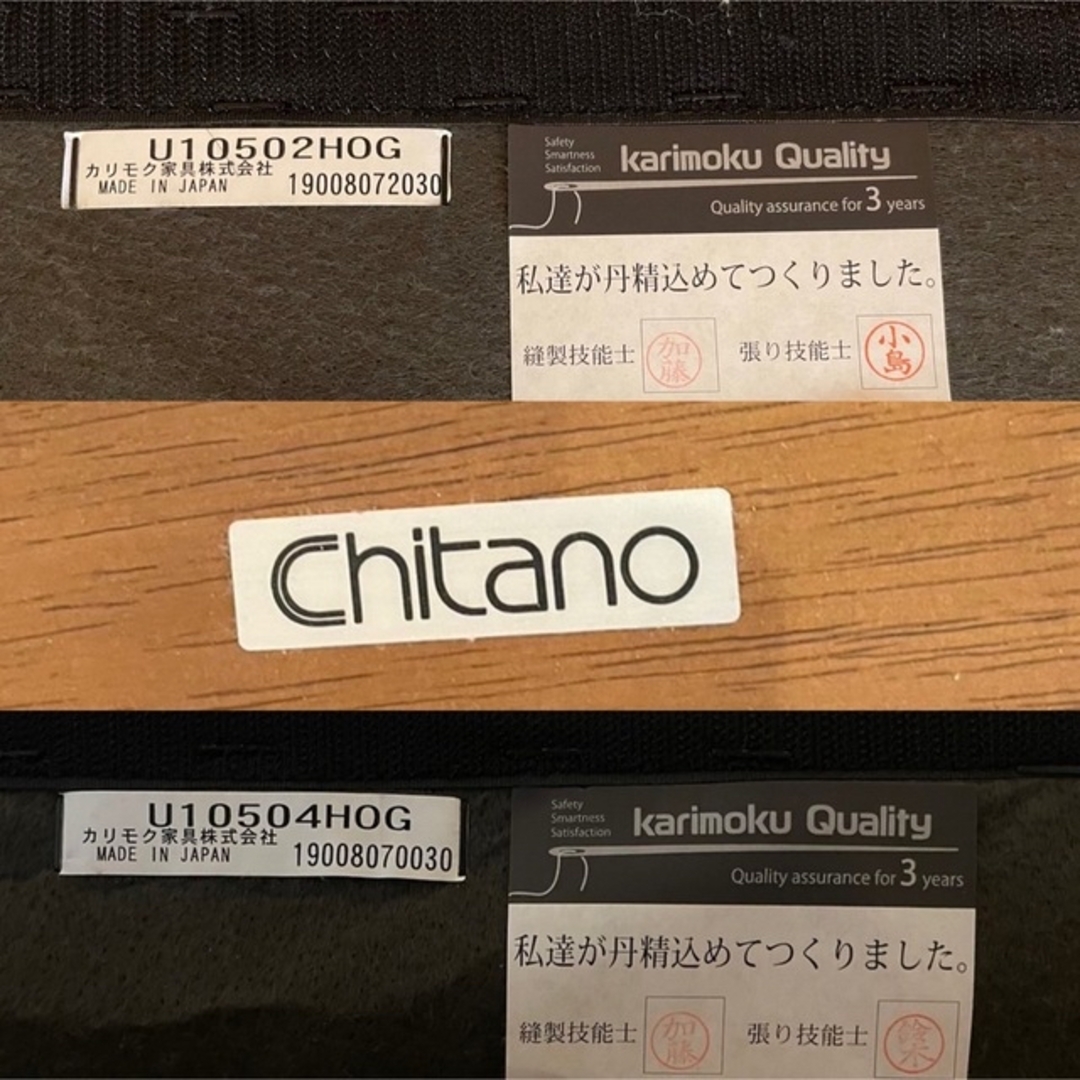 U10502HOG
カリモク家具株式会社
MADE IN JAPAN 19008072030
Safety
Smartness
Satisfaction
karimoku Quality
Quality assurance for 3 years
私達が丹精込めてつくりました。
縫製技能士 加藤 張り技能士 小島
Chitano
U10504HOG
カリモク家具株式会社
MADE IN JAPAN 19008070030
Safety
Smartness
Satisfaction
karimoku Quality
Quality assurance for 3 years
私達が丹精込めてつくりました。
縫製技能士 加藤 張り技能士